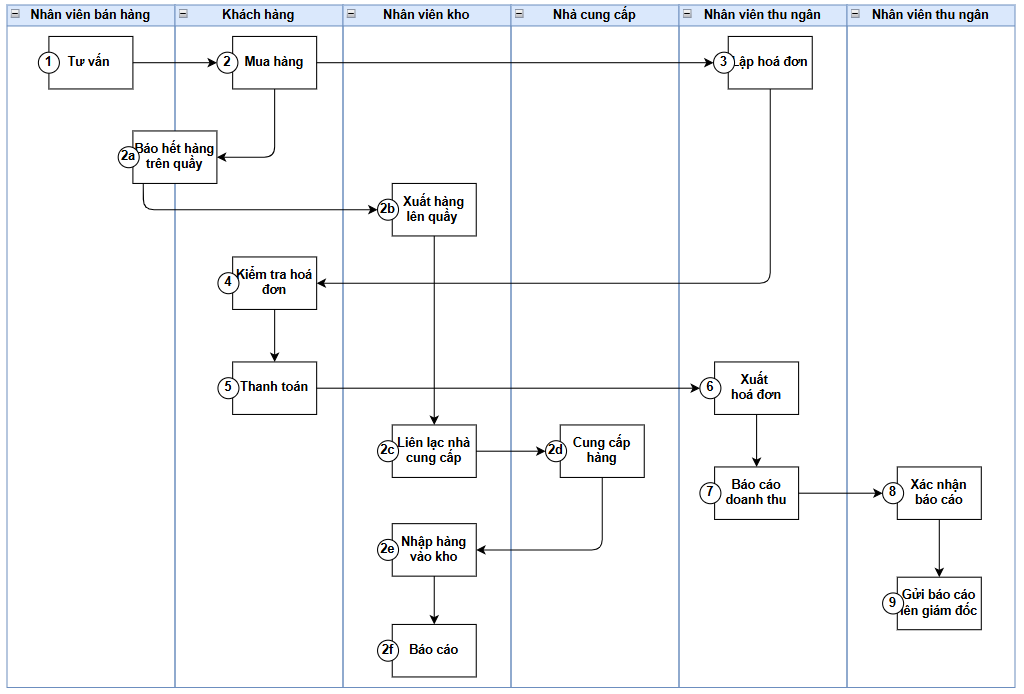 Nhân viên bán hàng
Khách hàng
Nhân viên kho
Nhà cung cấp
Nhân viên thu ngân
Nhân viên thu ngân
1
Tư vấn
2
Mua hàng
3
Lập hoá đơn
2a
Báo hết hàng
trên quầy
2b
Xuất hàng
lên quầy
4
Kiểm tra hoá
đơn
5
Thanh toán
6
Xuất
hoá đơn
2c
Liên lạc nhà
cung cấp
2d
Cung cấp
hàng
7
Báo cáo
doanh thu
8
Xác nhận
báo cáo
2e
Nhập hàng
vào kho
9
Gửi báo cáo
lên giám đốc
2f
Báo cáo